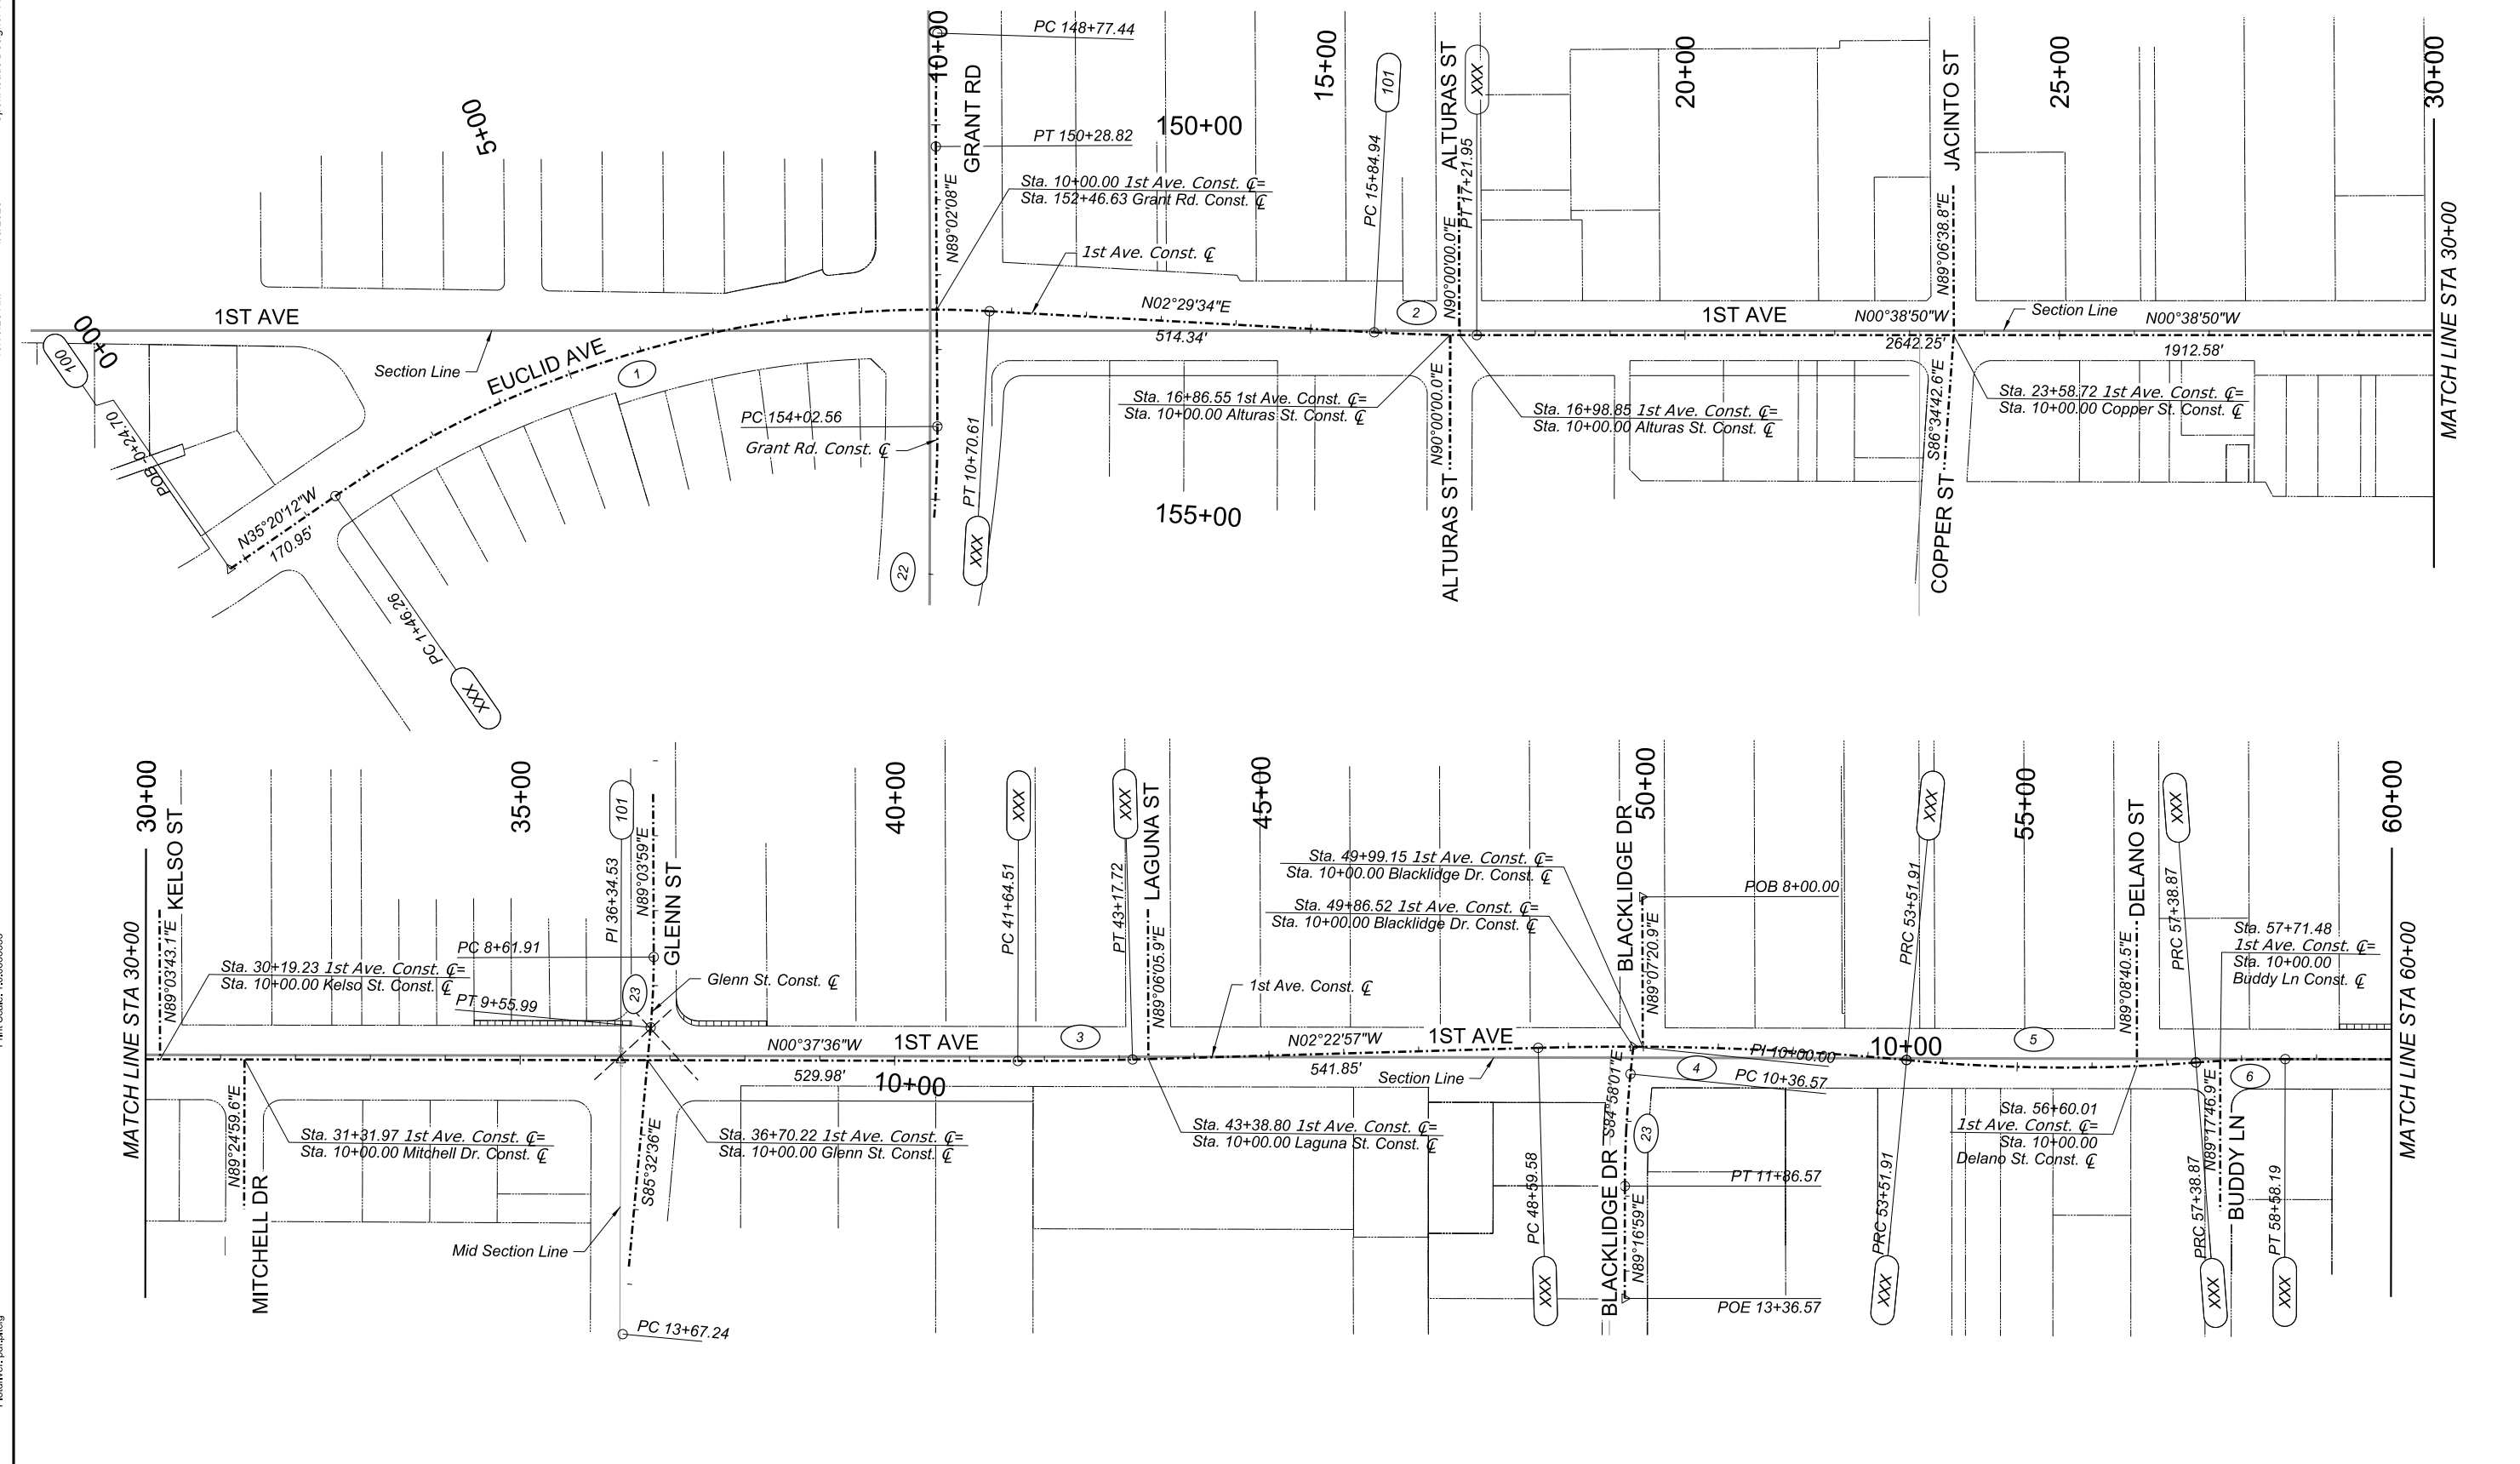 PC 148+77.44
10+00
GRANT RD
PT 150+28.82
150+00
N89°02'08"E
Sta. 10+00.00 1st Ave. Const. ℄=
Sta. 152+46.63 Grant Rd. Const. ℄
1st Ave. Const. ℄
5+00
15+00
101
PC 15+84.94
ALTURAS ST
XXX
PT 17+21.95
N90°00'00.0"E
20+00
JACINTO ST
N89°06'38.8"E
25+00
30+00
MATCH LINE STA 30+00
0+00
100
1ST AVE
Section Line
EUCLID AVE
1
N02°29'34"E
514.34'
2
1ST AVE
N00°38'50"W
2642.25'
Section Line
N00°38'50"W
1912.58'
POB -0+24.70
N35°20'12"W
170.95'
PC 1+46.26
XXX
PC 154+02.56
Grant Rd. Const. ℄
22
PT 10+70.61
XXX
155+00
Sta. 16+86.55 1st Ave. Const. ℄=
Sta. 10+00.00 Alturas St. Const. ℄
N90°00'00.0"E
ALTURAS ST
Sta. 16+98.85 1st Ave. Const. ℄=
Sta. 10+00.00 Alturas St. Const. ℄
S86°34'42.6"E
COPPER ST
Sta. 23+58.72 1st Ave. Const. ℄=
Sta. 10+00.00 Copper St. Const. ℄
30+00
KELSO ST
N89°03'43.1"E
MATCH LINE STA 30+00
Sta. 30+19.23 1st Ave. Const. ℄=
Sta. 10+00.00 Kelso St. Const. ℄
35+00
101
PI 36+34.53
N89°03'59"E
GLENN ST
PC 8+61.91
PT 9+55.99
23
Glenn St. Const. ℄
40+00
XXX
PC 41+64.51
XXX
PT 43+17.72
LAGUNA ST
N89°06'05.9"E
45+00
Sta. 49+99.15 1st Ave. Const. ℄=
Sta. 10+00.00 Blacklidge Dr. Const. ℄
Sta. 49+86.52 1st Ave. Const. ℄=
Sta. 10+00.00 Blacklidge Dr. Const. ℄
1st Ave. Const. ℄
BLACKLIDGE DR
50+00
N89°07'20.9"E
POB 8+00.00
XXX
PRC 53+51.91
55+00
DELANO ST
N89°08'40.5"E
XXX
PRC 57+38.87
Sta. 57+71.48
1st Ave. Const. ℄=
Sta. 10+00.00
Buddy Ln Const. ℄
60+00
MATCH LINE STA 60+00
N00°37'36"W
1ST AVE
529.98'
10+00
3
N02°22'57"W
1ST AVE
541.85'
Section Line
PI 10+00.00
10+00
4
PC 10+36.57
5
6
N89°24'59.6"E
MITCHELL DR
Sta. 31+31.97 1st Ave. Const. ℄=
Sta. 10+00.00 Mitchell Dr. Const. ℄
S85°32'36"E
Mid Section Line
PC 13+67.24
Sta. 36+70.22 1st Ave. Const. ℄=
Sta. 10+00.00 Glenn St. Const. ℄
Sta. 43+38.80 1st Ave. Const. ℄=
Sta. 10+00.00 Laguna St. Const. ℄
PC 48+59.58
XXX
S84°58'01"E
BLACKLIDGE DR
N89°16'59"E
23
PT 11+86.57
POE 13+36.57
PRC 53+51.91
XXX
Sta. 56+60.01
1st Ave. Const. ℄=
Sta. 10+00.00
Delano St. Const. ℄
PRC 57+38.87
XXX
N89°17'46.9"E
BUDDY LN
PT 58+58.19
XXX